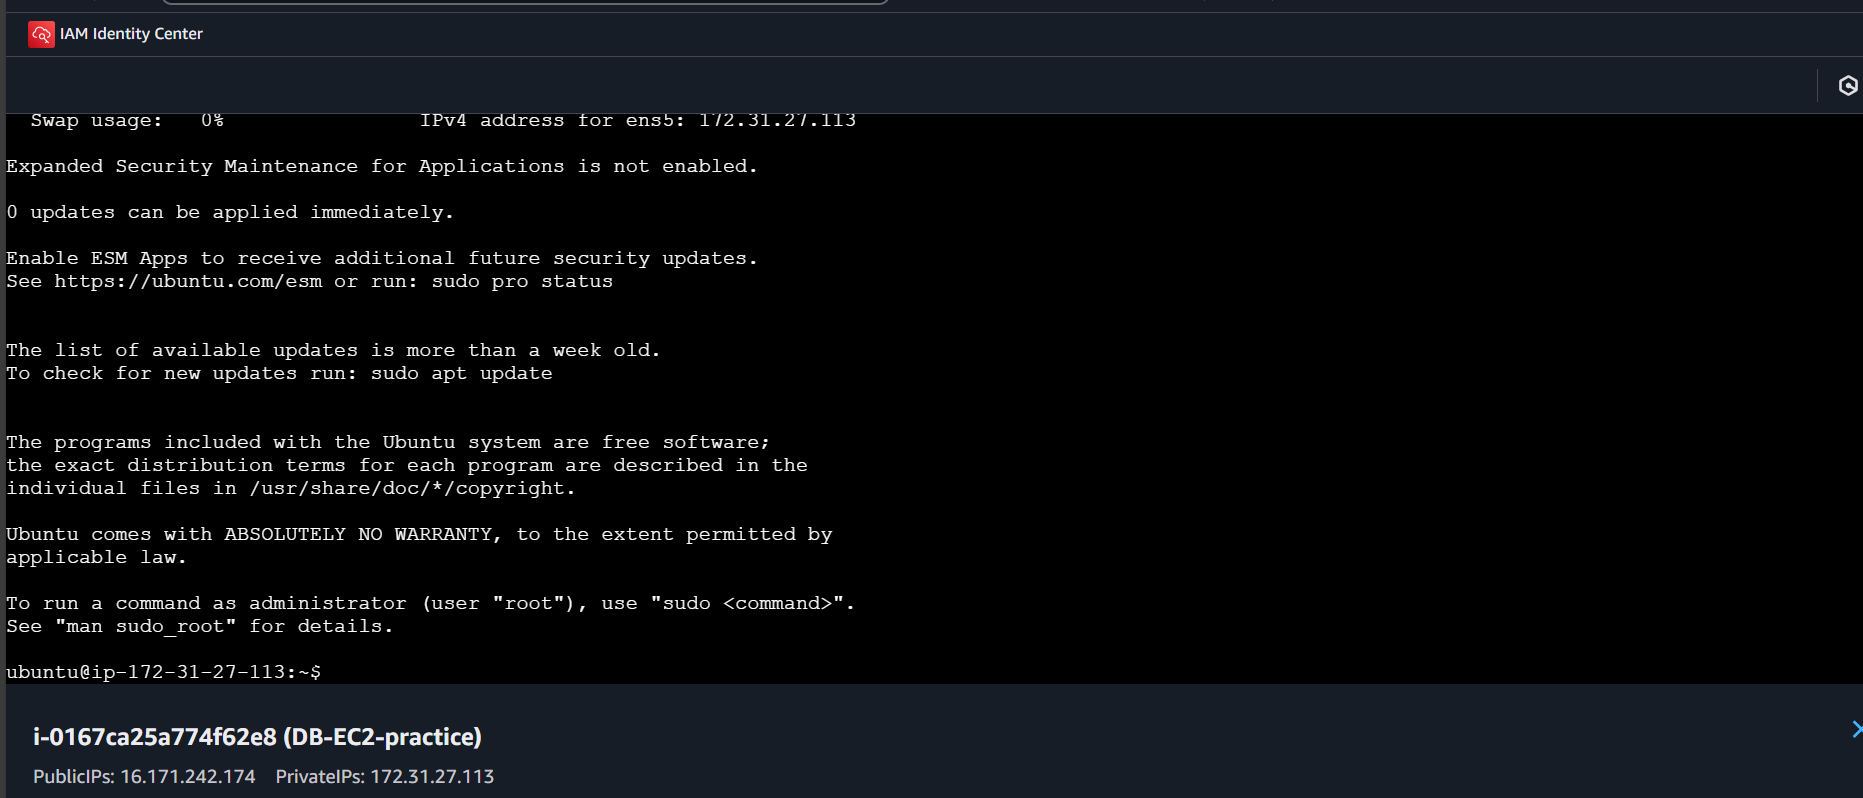 IAM Identity Center
Swap usage:   0%                IPv4 address for ens5: 172.31.27.113
Expanded Security Maintenance for Applications is not enabled.
0 updates can be applied immediately.
Enable ESM Apps to receive additional future security updates.
See https://ubuntu.com/esm or run: sudo pro status
The list of available updates is more than a week old.
To check for new updates run: sudo apt update
The programs included with the Ubuntu system are free software;
the exact distribution terms for each program are described in the
individual files in /usr/share/doc/*/copyright.
Ubuntu comes with ABSOLUTELY NO WARRANTY, to the extent permitted by
applicable law.
To run a command as administrator (user "root"), use "sudo <command>".
See "man sudo_root" for details.
ubuntu@ip-172-31-27-113:~$
i-0167ca25a774f62e8 (DB-EC2-practice)
PublicIPs: 16.171.242.174    PrivateIPs: 172.31.27.113